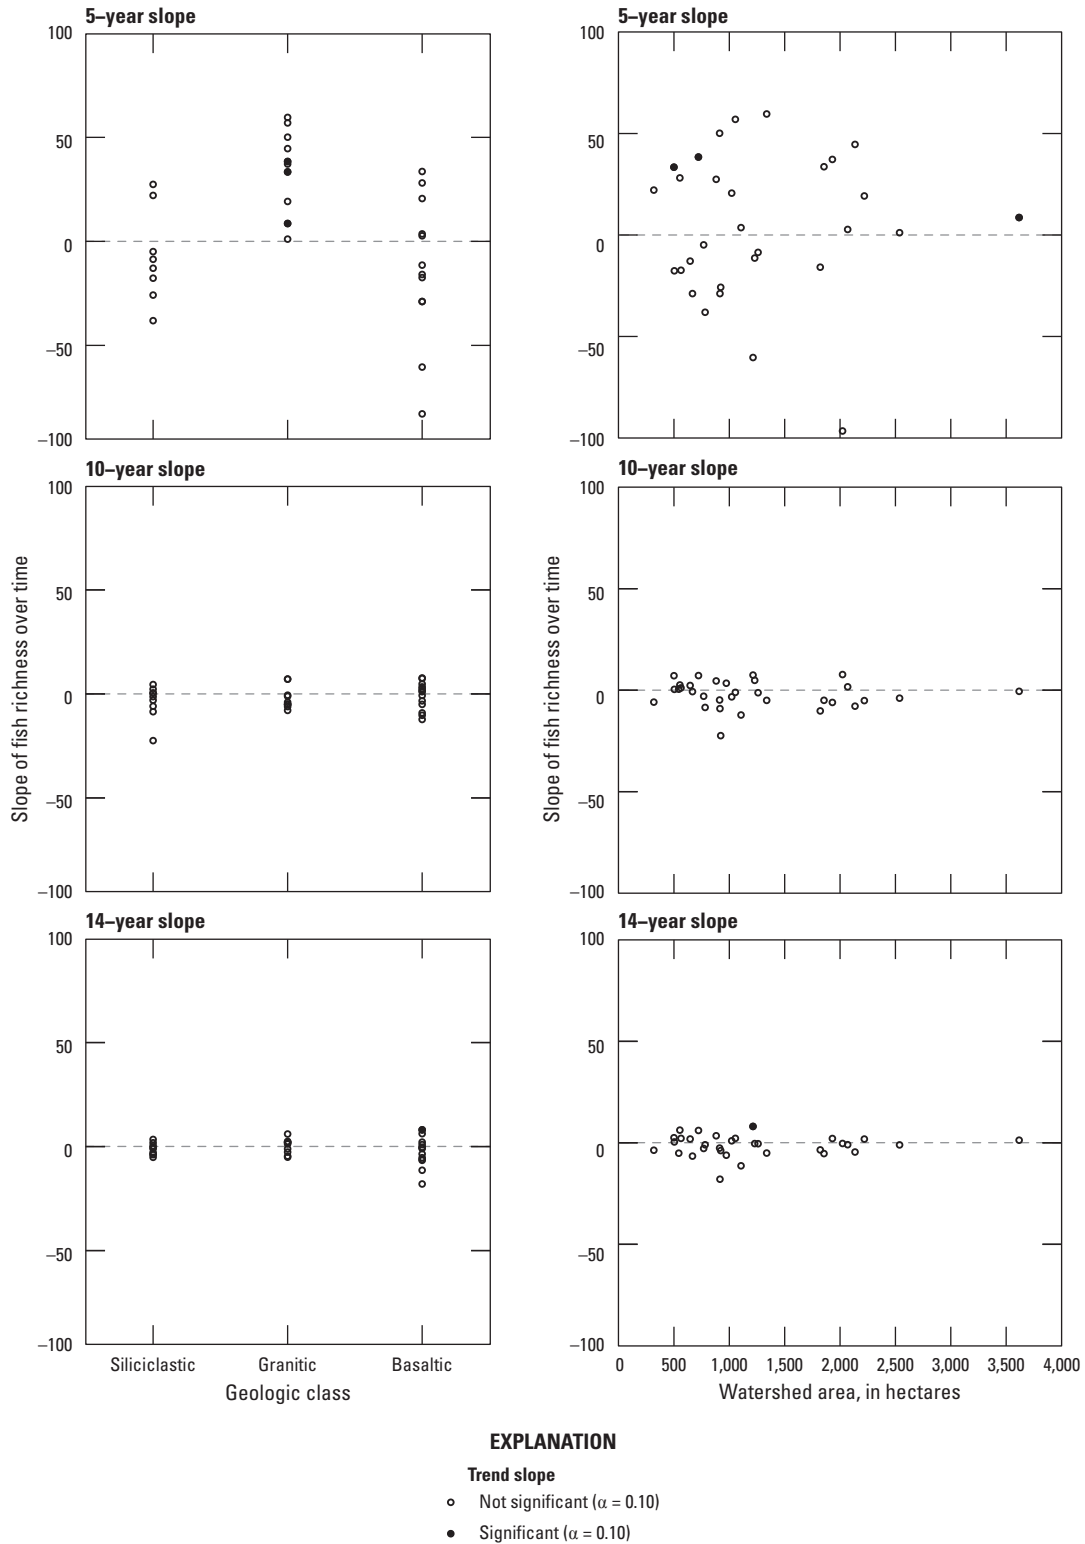 5–year slope
100
50
0
–50
–100
5–year slope
100
50
0
–50
–100
10–year slope
100
50
0
–50
–100
10–year slope
100
50
0
–50
–100
Slope of fish richness over time
Slope of fish richness over time
14–year slope
100
50
0
–50
–100
Siliciclastic Granitic Basaltic
Geologic class
14–year slope
100
50
0
–50
–100
0 500 1,000 1,500 2,000 2,500 3,000 3,500 4,000
Watershed area, in hectares
EXPLANATION
Trend slope
Not significant (α = 0.10)
Significant (α = 0.10)